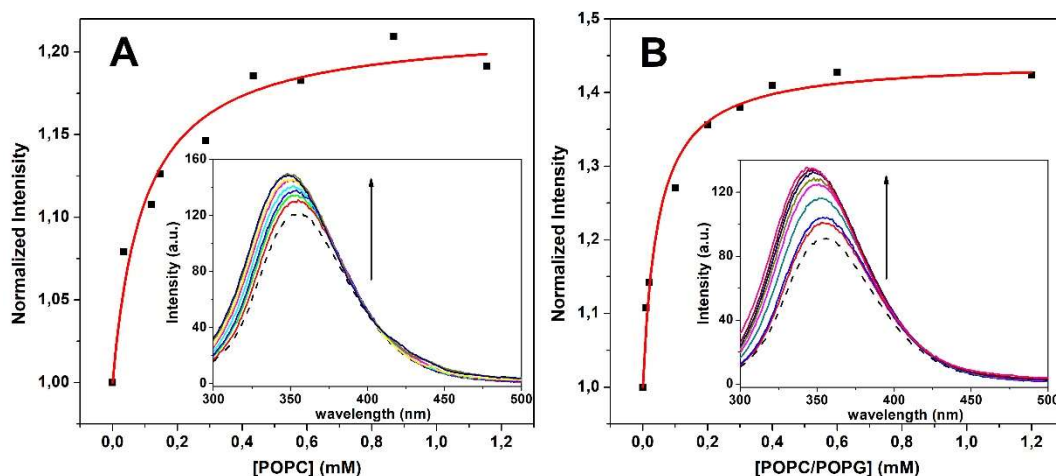 A
Normalized Intenisity
1,20
1,15
1,10
1,05
1,00
0,0 0,2 0,4 0,6 0,8 1,0 1,2
[POPC] (mM)
Intensity (a.u.)
160
120
80
40
0
300 350 400 450 500
wavelength (nm)
B
Normalized Intensity
1,5
1,4
1,3
1,2
1,1
1,0
0,0 0,2 0,4 0,6 0,8 1,0 1,2
[POPC/POPG] (mM)
Intensity (a.u.)
120
80
40
0
300 350 400 450 500
wavelength (nm)